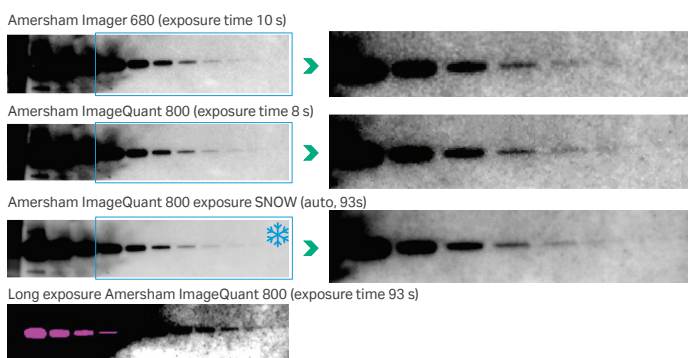 Amersham Imager 680 (exposure time 10 s)
Amersham ImageQuant 800 (exposure time 8 s)
Amersham ImageQuant 800 exposure SNOW (auto, 93s)
Long exposure Amersham ImageQuant 800 (exposure time 93 s)